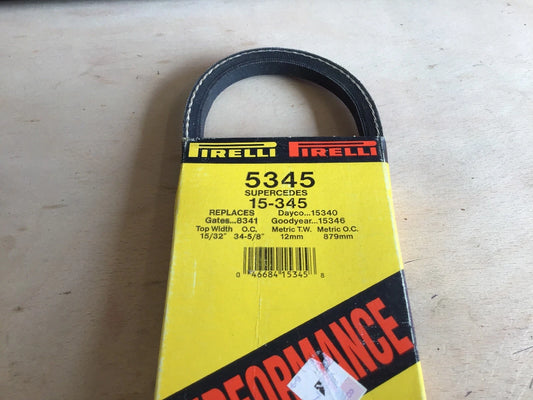 PIRELLI PIRELLI
5345
SUPERCEDES
15-345
REPLACES Dayco...15340
Gates...8341 Goodyear...15346
Top Width O.C. Metric T.W. Metric O.C.
15/32" 34-5/8" 12mm 879mm
0 46684 15345 8
PERFORMANCE